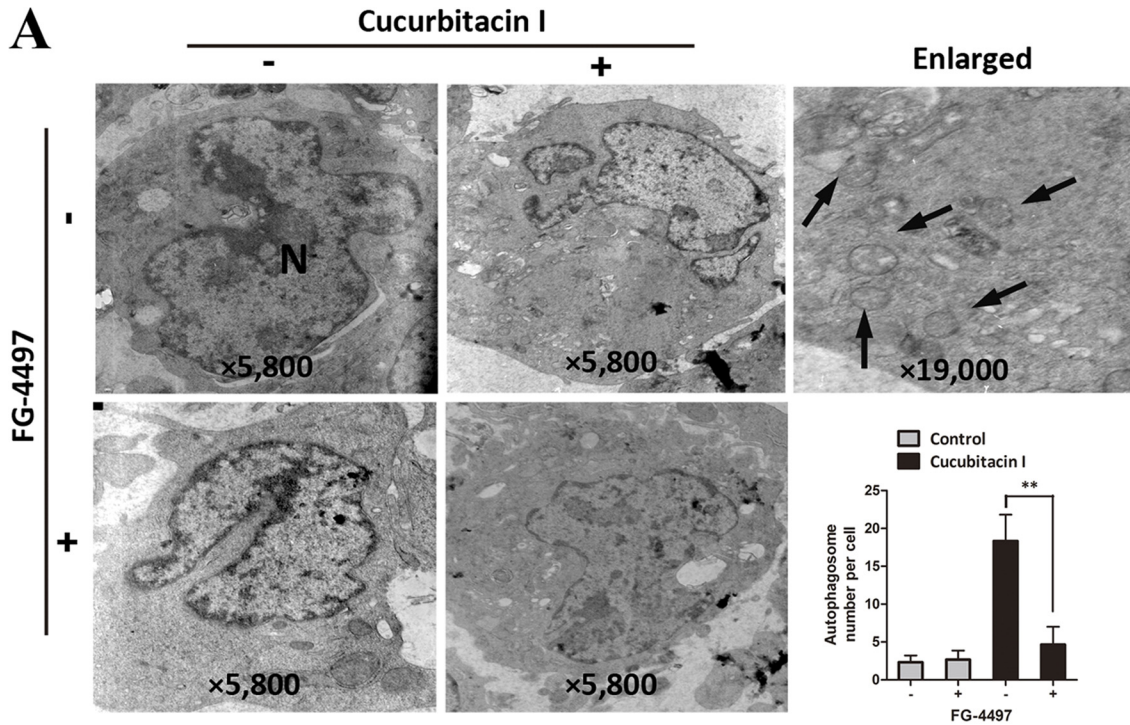 A
Cucurbitacin I
- + Enlarged
FG-4497
-
N
×5,800 ×5,800 ×19,000
+
×5,800 ×5,800
Control
Cucubitacin I
**
Autophagosome
number per cell
25
20
15
10
5
0
- + - +
FG-4497